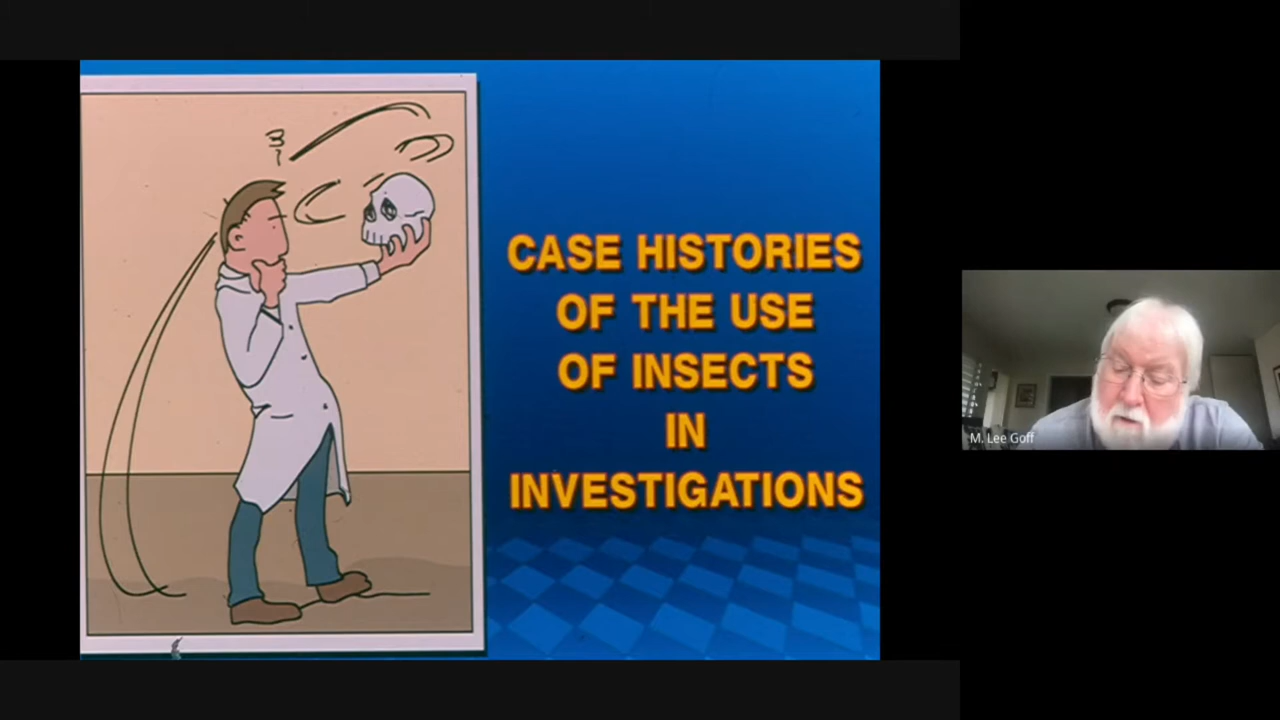 CASE HISTORIES
OF THE USE
OF INSECTS
IN
INVESTIGATIONS
M. Lee Goff